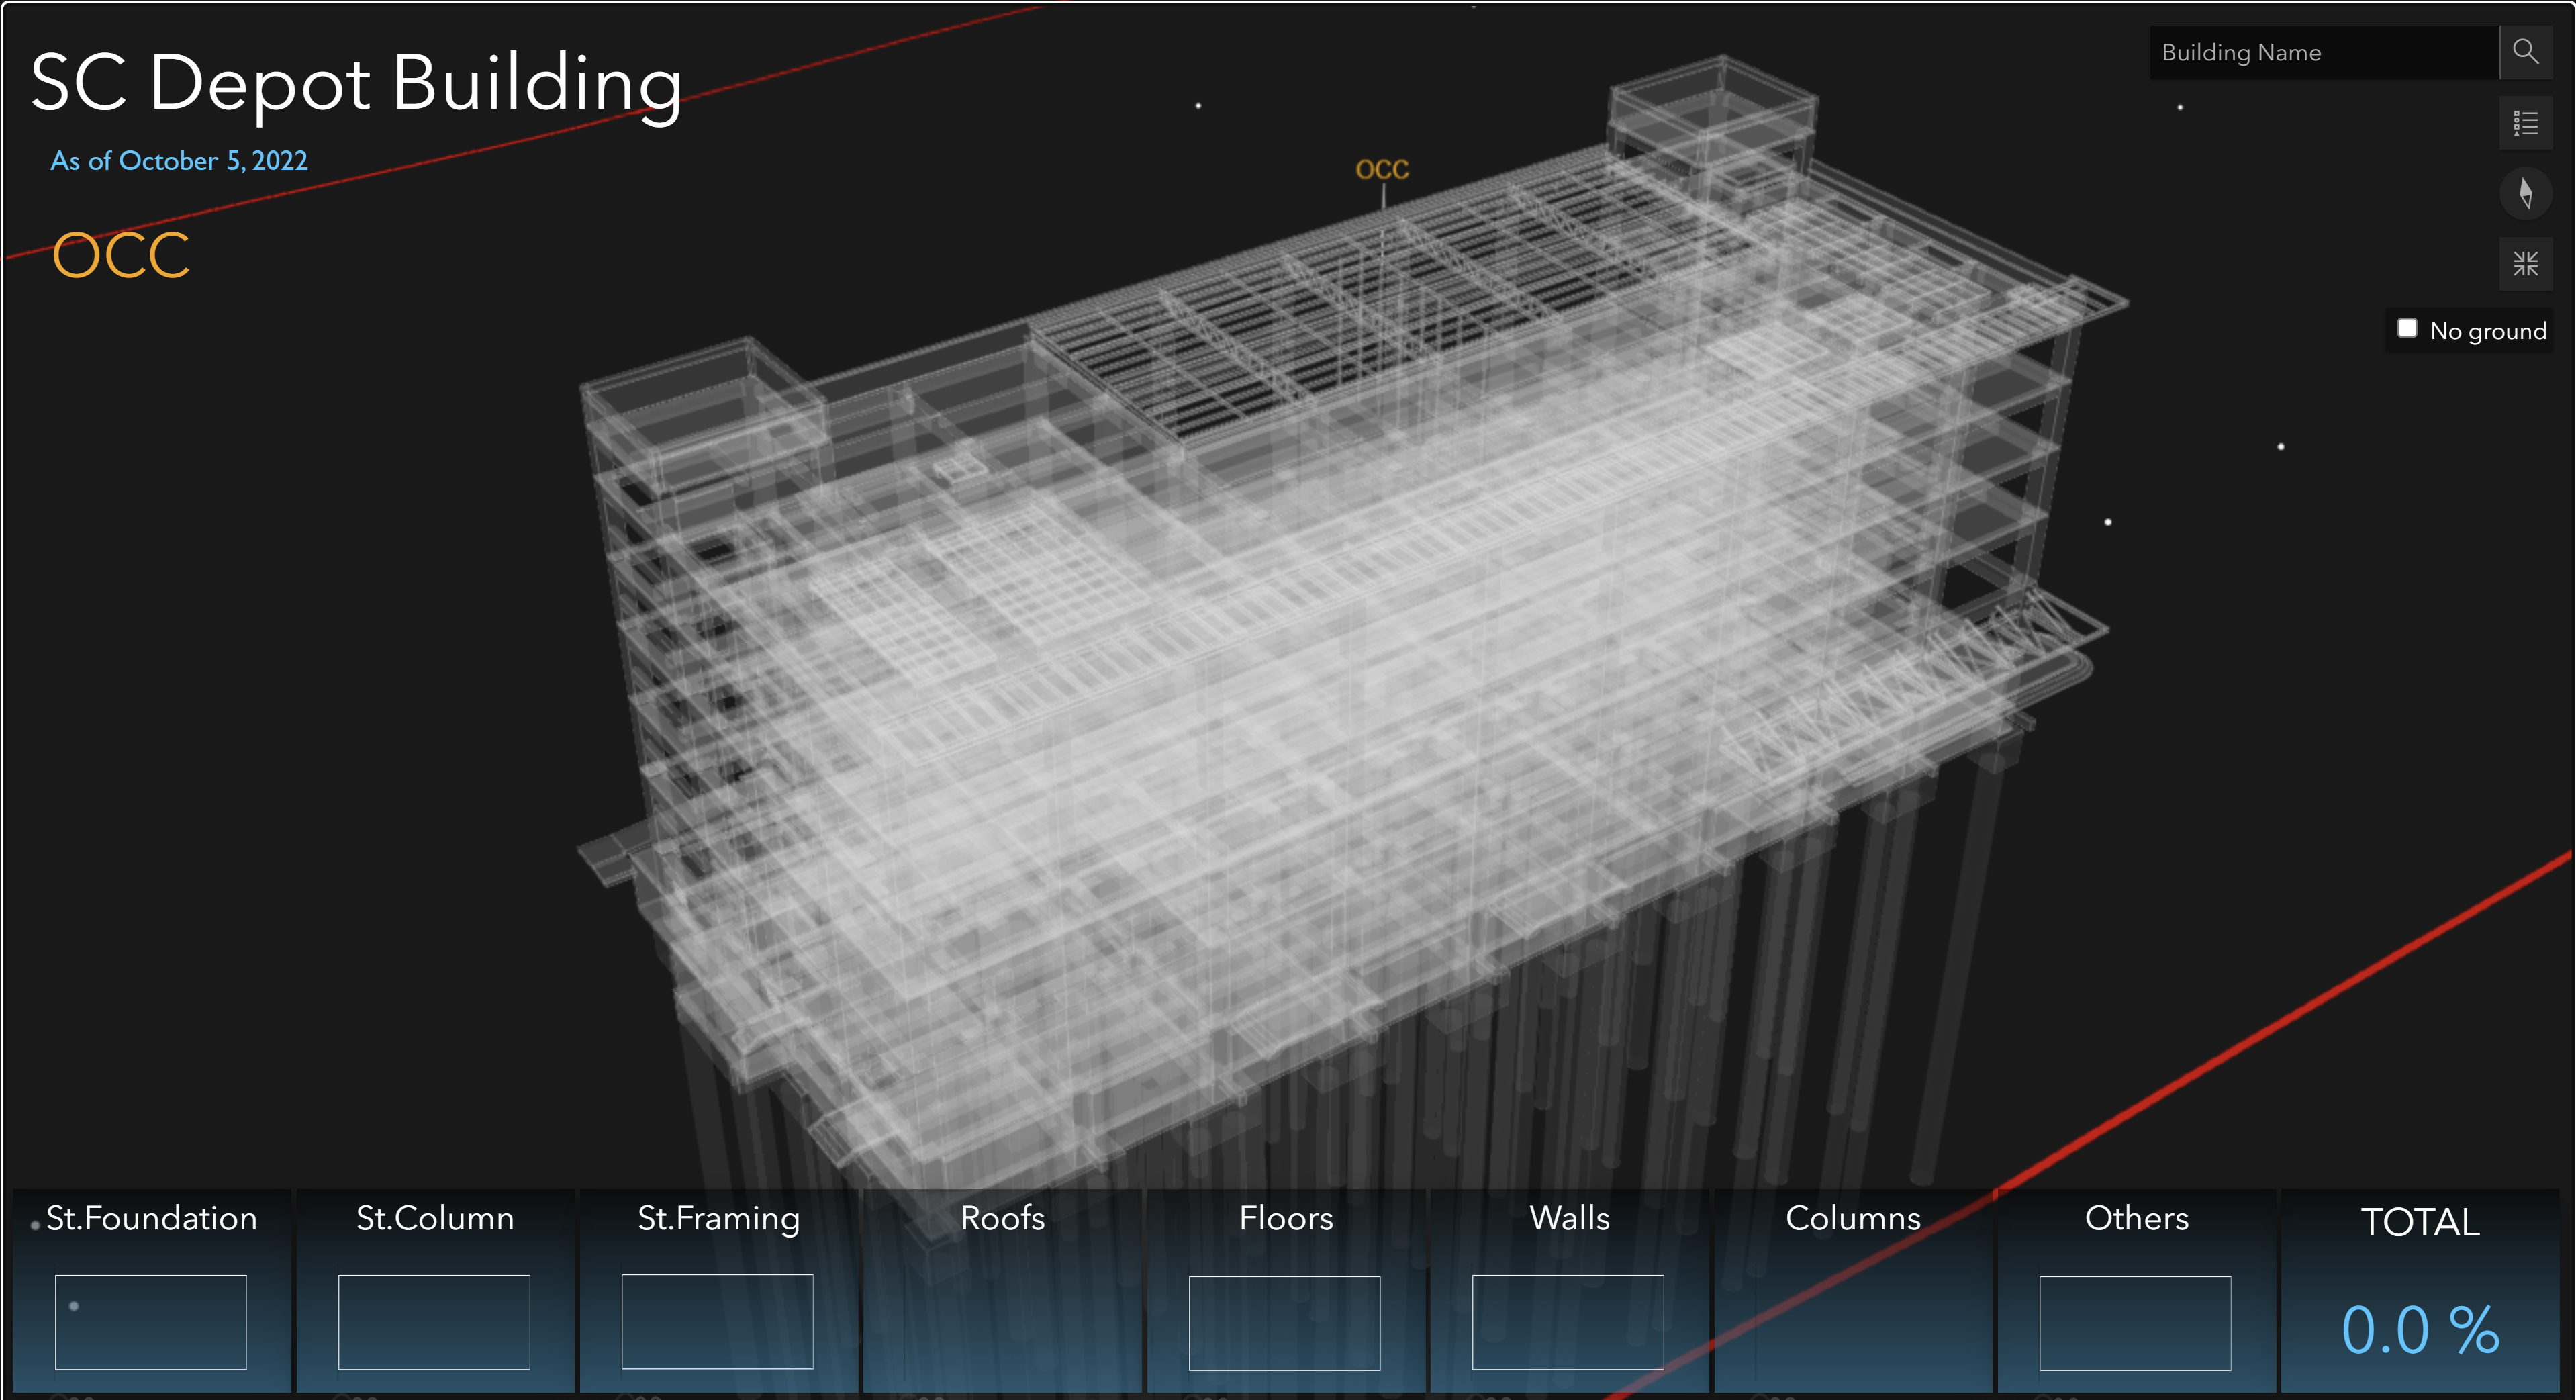 SC Depot Building
As of October 5, 2022
OCC
OCC
Building Name
No ground
St.Foundation
St.Column
St.Framing
Roofs
Floors
Walls
Columns
Others
TOTAL
0.0 %